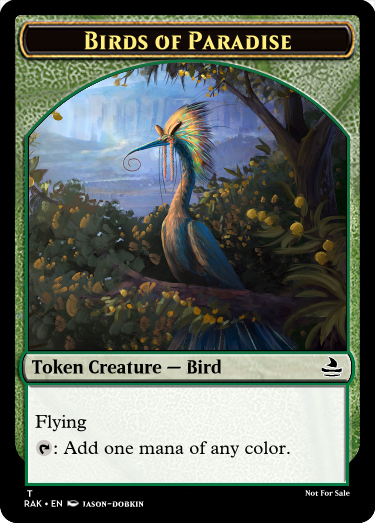 BIRDS OF PARADISE
Token Creature — Bird
Flying
: Add one mana of any color.
T
Not For Sale
RAK • EN JASON-DOBKIN